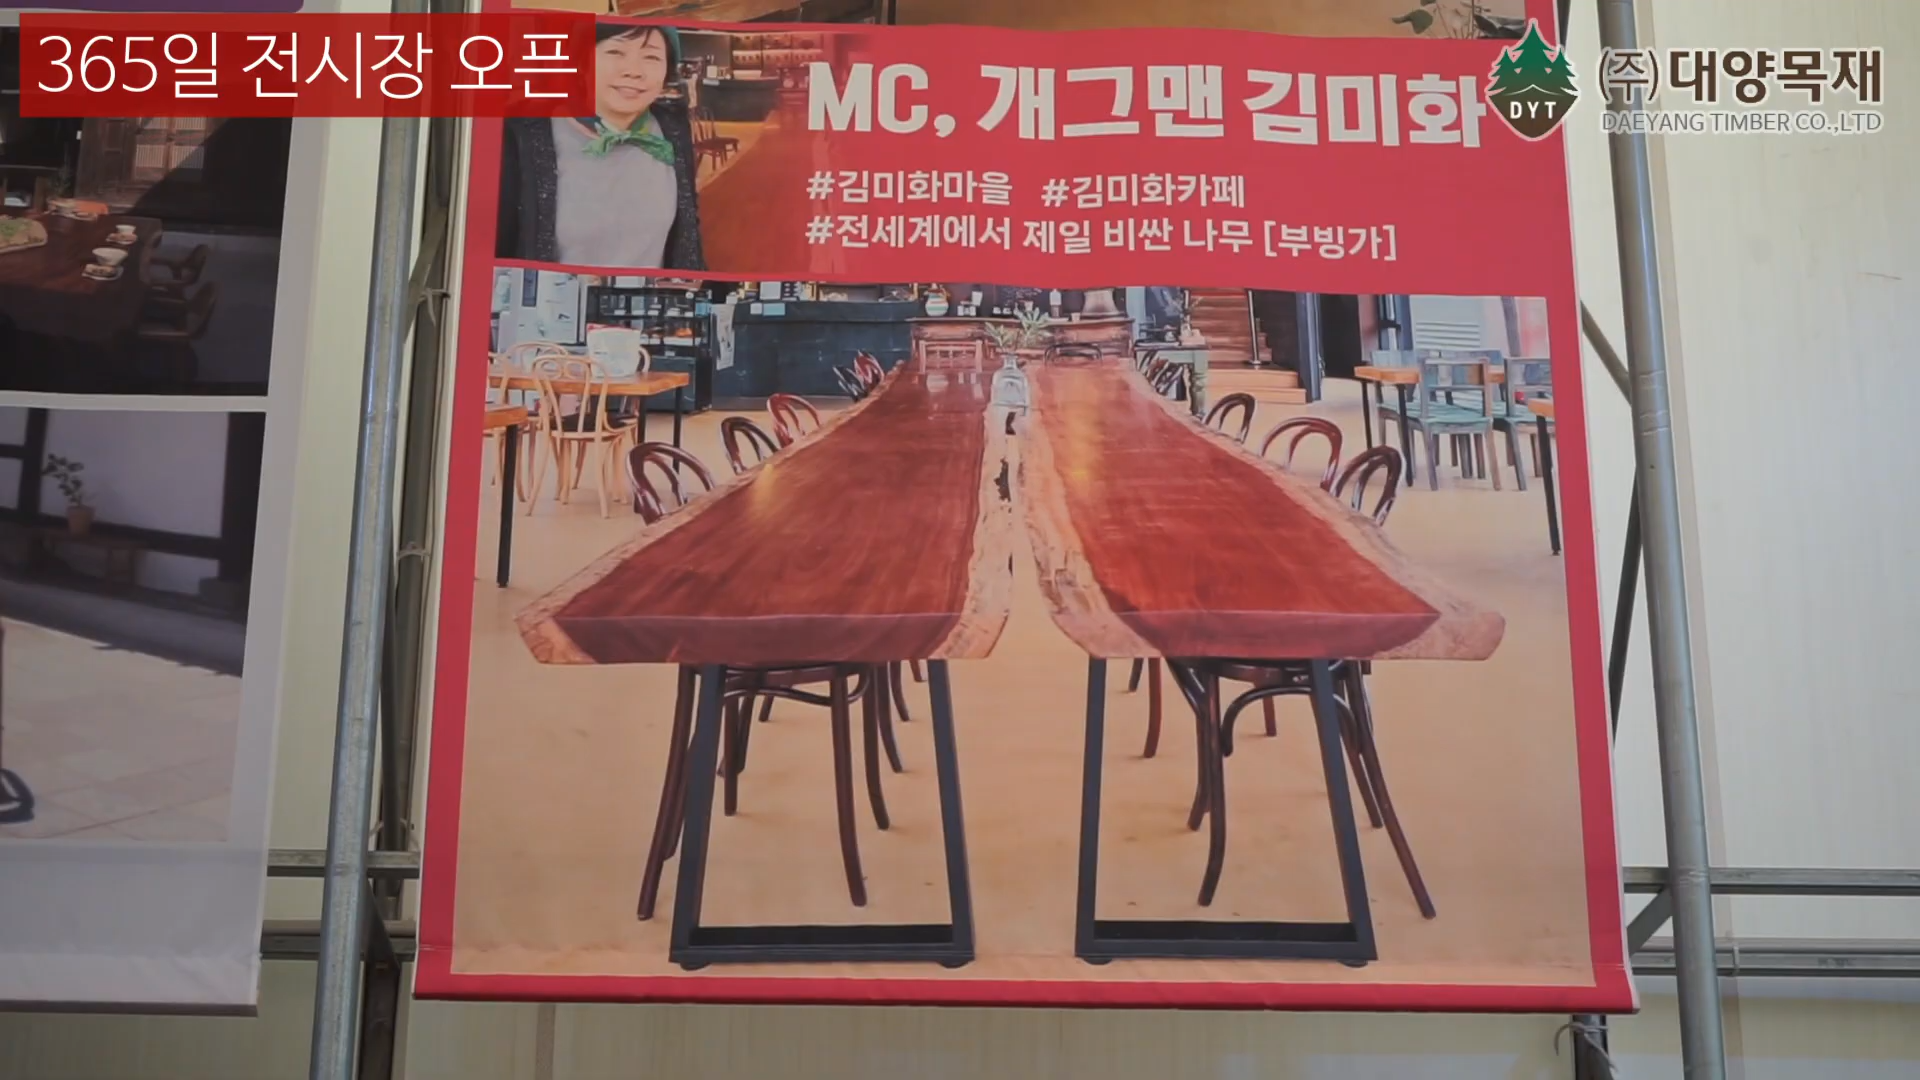 365일 전시장 오픈
MC, 개그맨 김미화
#김미화마을 #김미화카페
#전세계에서 제일 비싼 나무 [부빙가]
DYT
(주)대양목재
DAEYANG TIMBER CO.,LTD